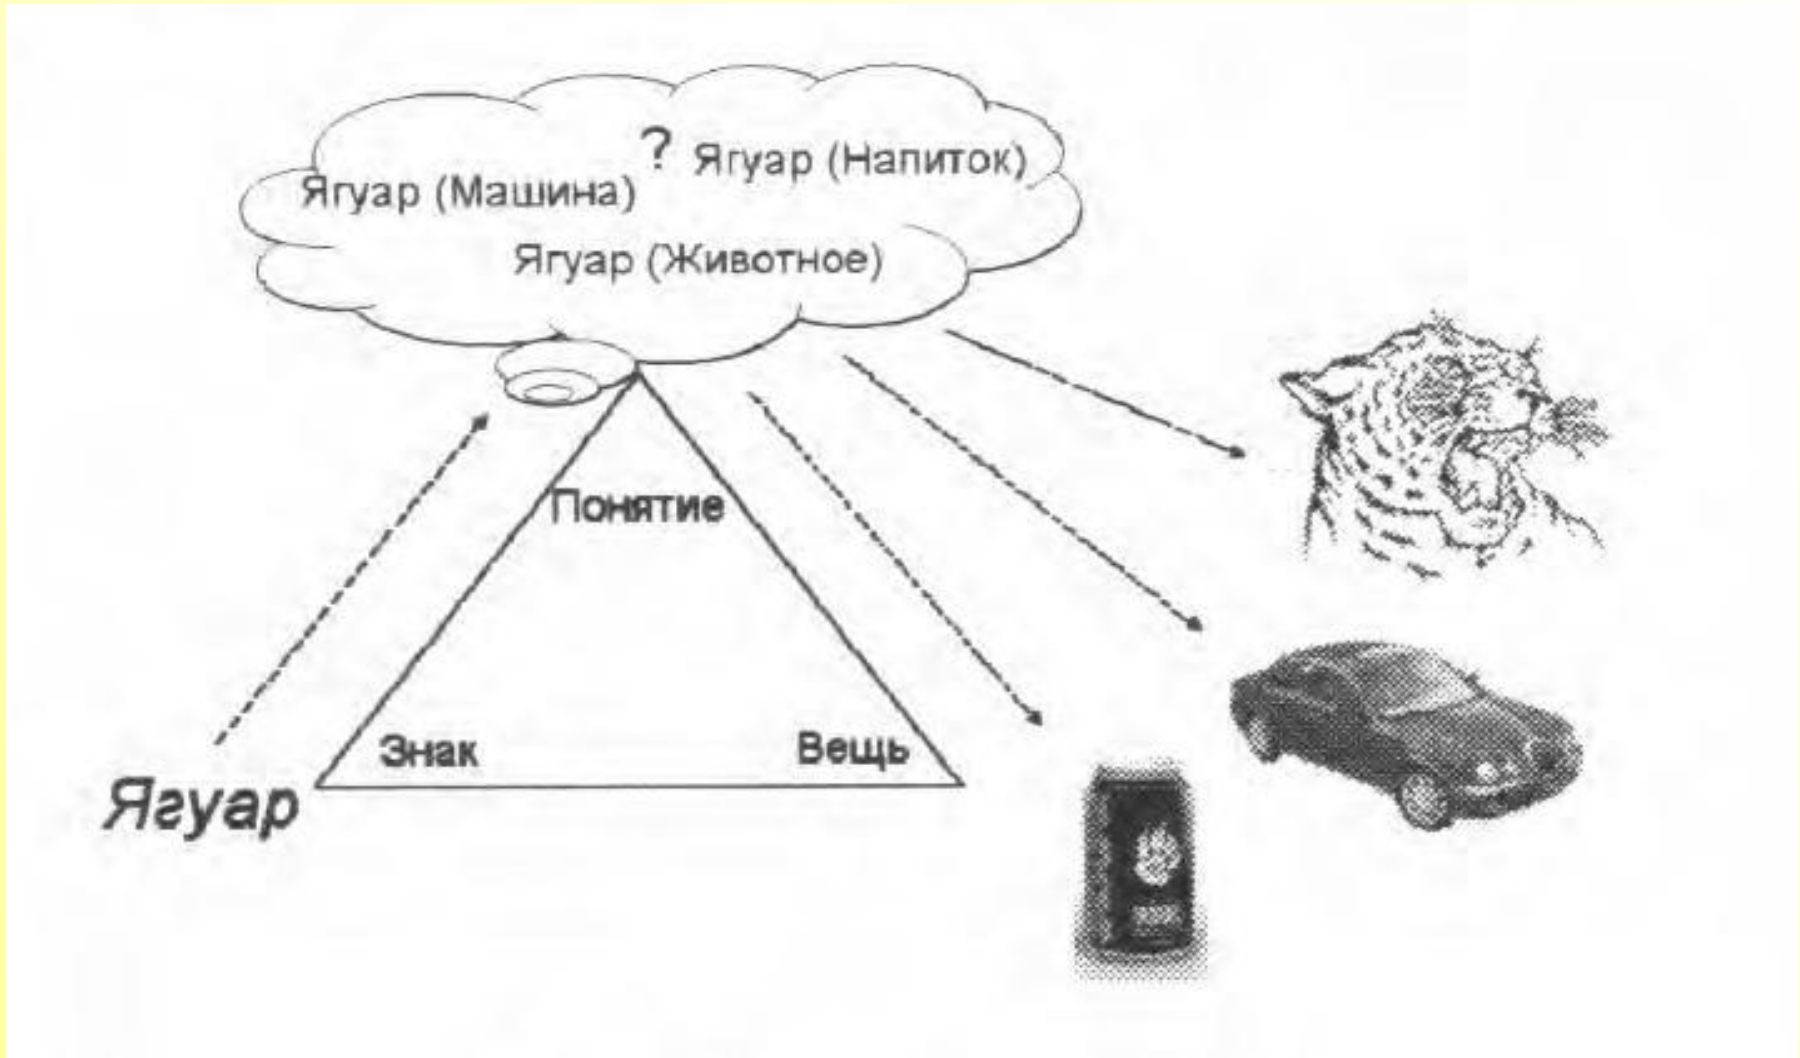 ? Ягуар (Напиток)
Ягуар (Машина)
Ягуар (Животное)
Понятие
Знак
Вещь
Ягуар